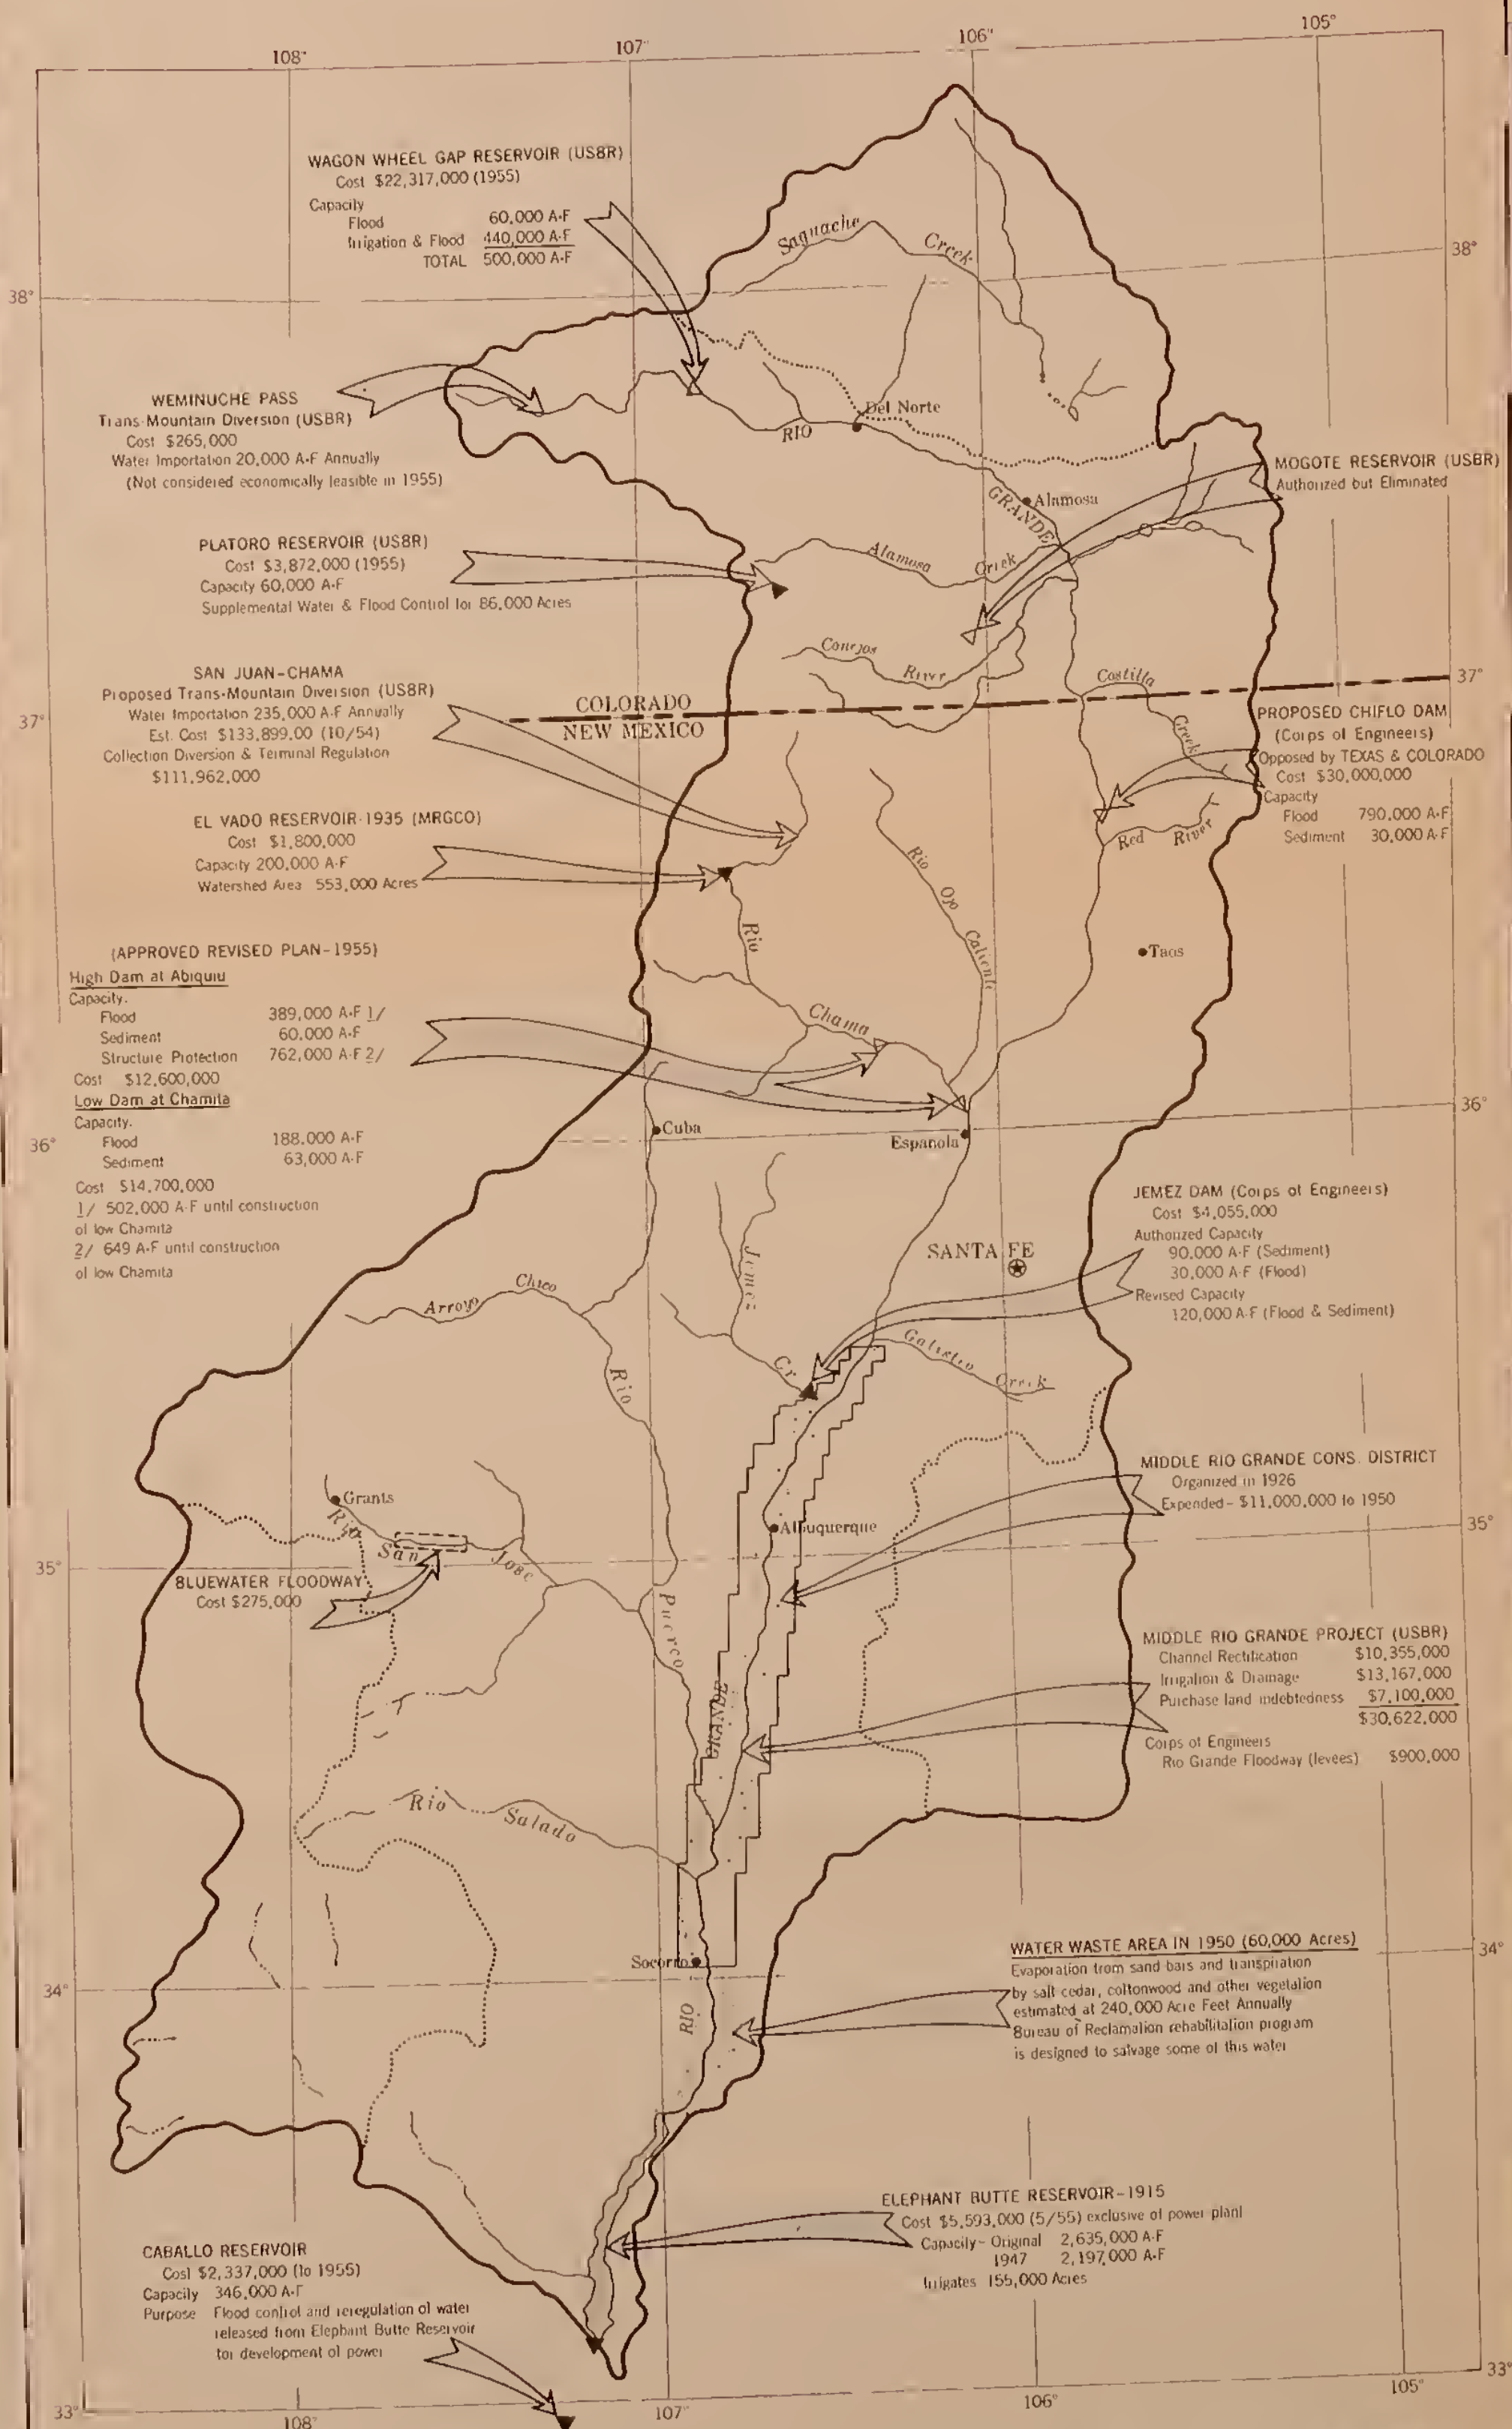 108°
107°
106°
105°
WAGON WHEEL GAP RESERVOIR (USBR)
Cost $22,317,000 (1955)
Capacity
Flood 60,000 A-F
Irrigation & Flood 440,000 A-F
TOTAL 500,000 A-F
Saguache Creek
38°
38°
WEMINUCHE PASS
Trans-Mountain Diversion (USBR)
Cost $265,000
Water Importation 20,000 A-F Annually
(Not considered economically leasible in 1955)
Del Norte
RIO
GRANDE
Alamosa
MOGOTE RESERVOIR (USBR)
Authorized but Eliminated
PLATORO RESERVOIR (USBR)
Cost $3,872,000 (1955)
Capacity 60,000 A-F
Supplemental Water & Flood Control for 86,000 Acres
Alamosa Creek
Conejos River
SAN JUAN-CHAMA
Proposed Trans-Mountain Diversion (USBR)
Water Importation 235,000 A-F Annually
Est. Cost $133,899.00 (10/54)
Collection Diversion & Terminal Regulation
$111,962,000
COLORADO
NEW MEXICO
37°
37°
Costilla Creek
PROPOSED CHIFLO DAM
(Corps of Engineers)
Opposed by TEXAS & COLORADO
Cost $30,000,000
Capacity
Flood 790,000 A-F
Sediment 30,000 A-F
Red River
EL VADO RESERVOIR-1935 (MRGCO)
Cost $1,800,000
Capacity 200,000 A-F
Watershed Area 553,000 Acres
Rio Ojo Caliente
Rio Chama
Taos
(APPROVED REVISED PLAN-1955)
High Dam at Abiquiu
Capacity.
Flood 389,000 A-F 1/
Sediment 60,000 A-F
Structure Protection 762,000 A-F 2/
Cost $12,600,000
Low Dam at Chamita
Capacity.
Flood 188,000 A-F
Sediment 63,000 A-F
Cost $14,700,000
1/ 502,000 A-F until construction
of low Chamita
2/ 649 A-F until construction
of low Chamita
36°
36°
Cuba
Espanola
JEMEZ DAM (Corps of Engineers)
Cost $4,055,000
Authorized Capacity
90,000 A-F (Sediment)
30,000 A-F (Flood)
Revised Capacity
120,000 A-F (Flood & Sediment)
SANTA FE
Jemez Cr.
Arroyo Chico
Galisteo Creek
Rio Puerco
MIDDLE RIO GRANDE CONS. DISTRICT
Organized in 1926
Expended- $11,000,000 to 1950
Grants
Rio San Jose
Albuquerque
35°
35°
BLUEWATER FLOODWAY
Cost $275,000
MIDDLE RIO GRANDE PROJECT (USBR)
Channel Rectification $10,355,000
Irrigation & Drainage $13,167,000
Purchase land indebtedness $7,100,000
$30,622,000
Corps of Engineers
Rio Grande Floodway (levees) $900,000
GRANDE
Rio Salado
Socorro
RIO
34°
34°
WATER WASTE AREA IN 1950 (60,000 Acres)
Evaporation from sand bars and transpiration
by salt cedar, cottonwood and other vegetation
estimated at 240,000 Acre Feet Annually
Bureau of Reclamation rehabilitation program
is designed to salvage some of this water
ELEPHANT BUTTE RESERVOIR-1915
Cost $5,593,000 (5/55) exclusive of power plant
Capacity- Original 2,635,000 A-F
1947 2,197,000 A-F
Irrigates 155,000 Acres
CABALLO RESERVOIR
Cost $2,337,000 (to 1955)
Capacity 346,000 A-F
Purpose Flood control and reregulation of water
released from Elephant Butte Reservoir
for development of power
33°
33°
108°
107°
106°
105°